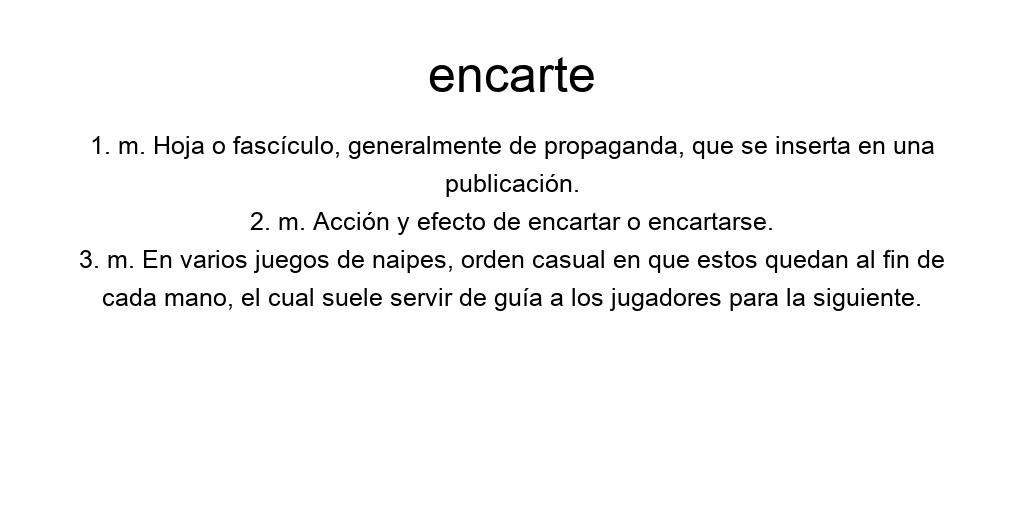 encarte
1. m. Hoja o fascículo, generalmente de propaganda, que se inserta en una
publicación.
2. m. Acción y efecto de encartar o encartarse.
3. m. En varios juegos de naipes, orden casual en que estos quedan al fin de
cada mano, el cual suele servir de guía a los jugadores para la siguiente.